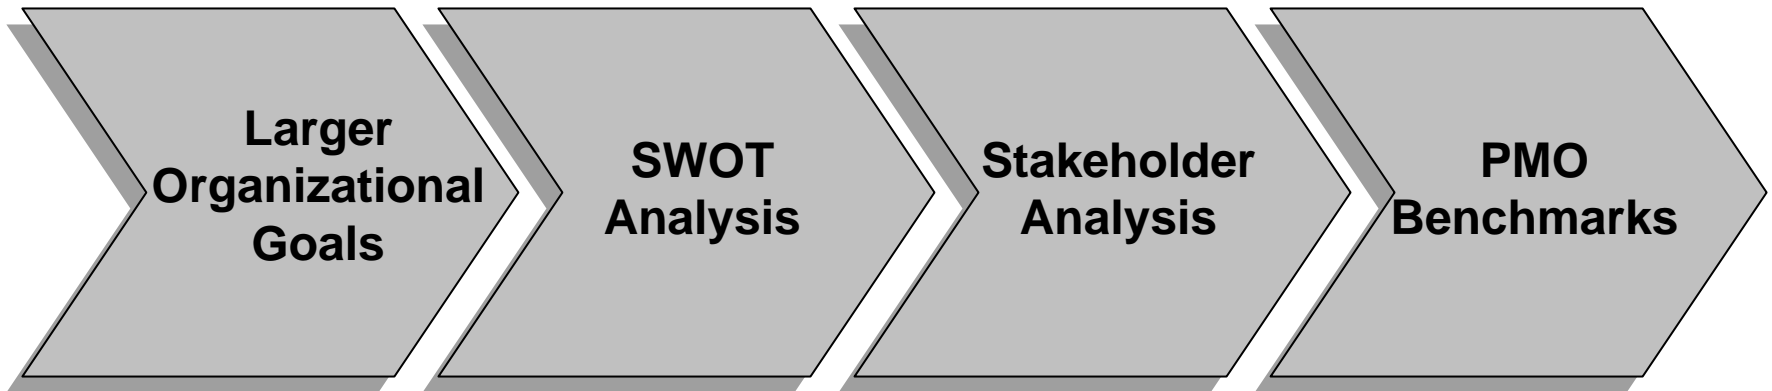 Larger
Organizational
Goals
SWOT
Analysis
Stakeholder
Analysis
PMO
Benchmarks